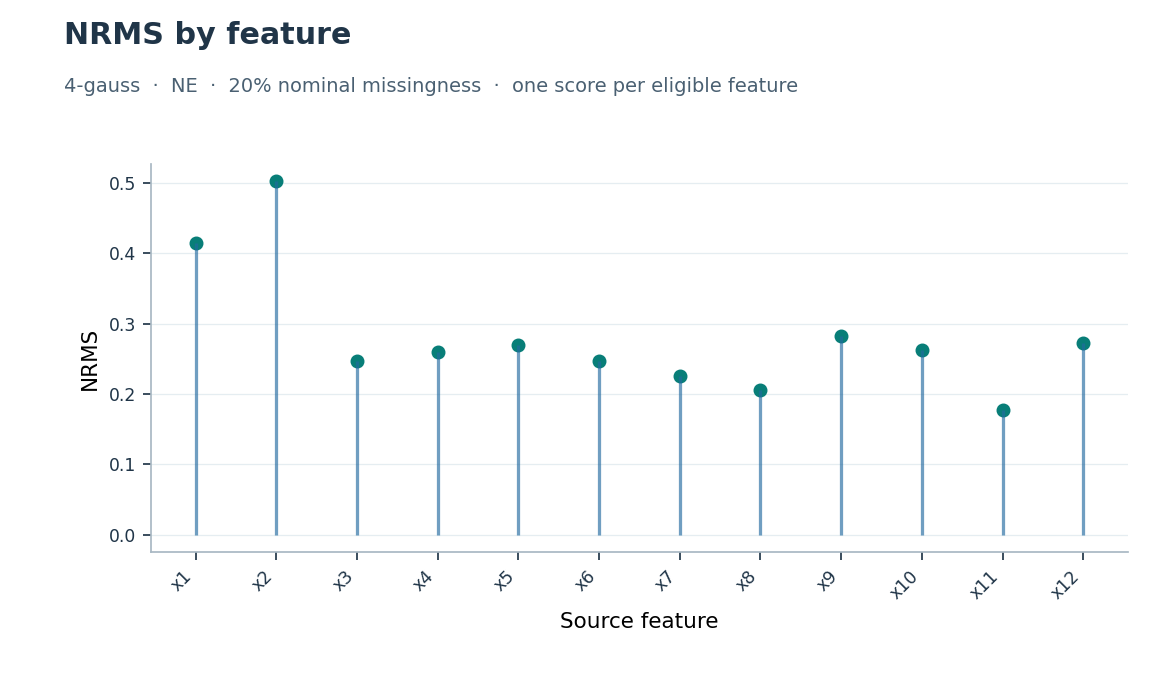 NRMS by feature
4-gauss · NE · 20% nominal missingness · one score per eligible feature
0.5
0.4
0.3
0.2
0.1
0.0
NRMS
x1 x2 x3 x4 x5 x6 x7 x8 x9 x10 x11 x12
Source feature